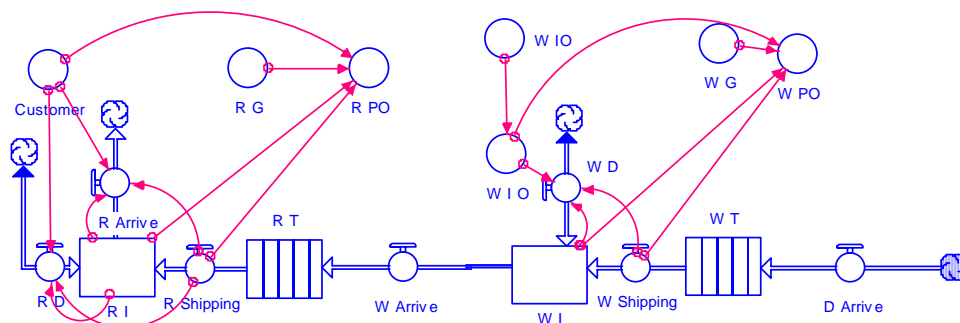 W IO
Customer
R G
R PO
W G
W PO
W I O
W D
R Arrive
R T
W T
R D
R I
R Shipping
W Arrive
W I
W Shipping
D Arrive